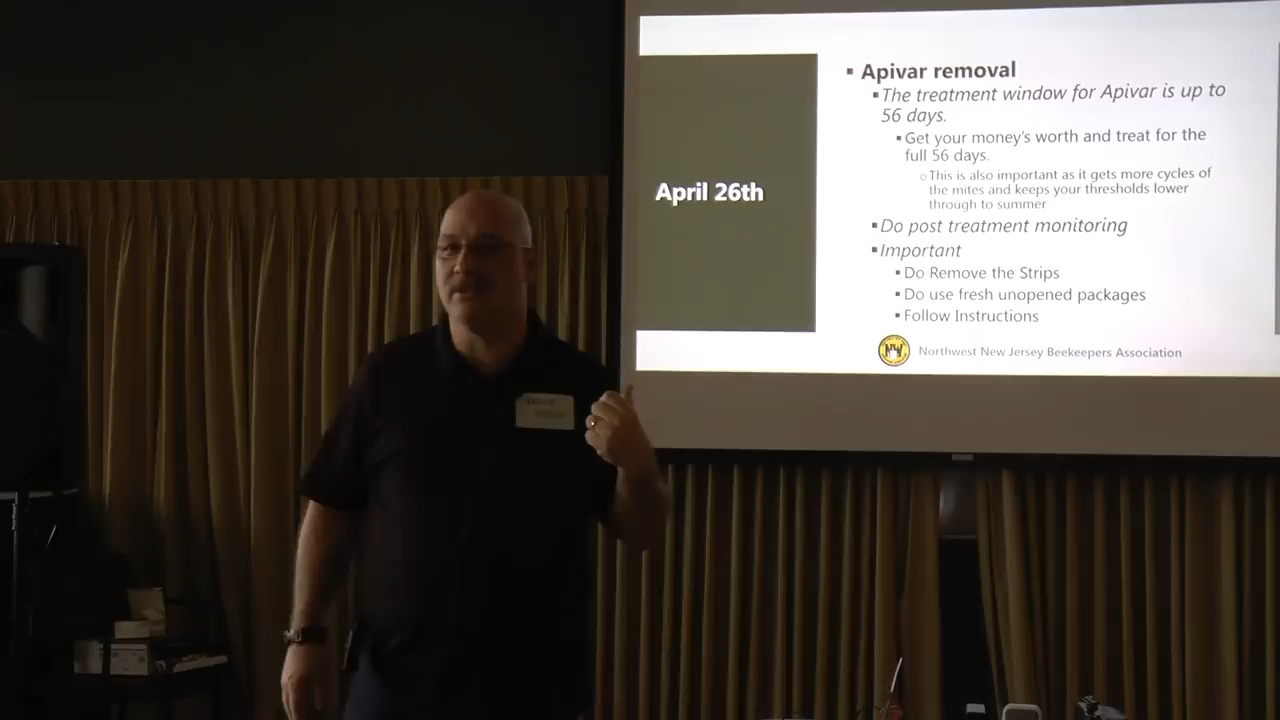 April 26th
▪ Apivar removal
▪ The treatment window for Apivar is up to
56 days.
▪ Get your money's worth and treat for the
full 56 days.
○ This is also important as it gets more cycles of
the mites and keeps your thresholds lower
through to summer
▪ Do post treatment monitoring
▪ Important
▪ Do Remove the Strips
▪ Do use fresh unopened packages
▪ Follow Instructions
Northwest New Jersey Beekeepers Association